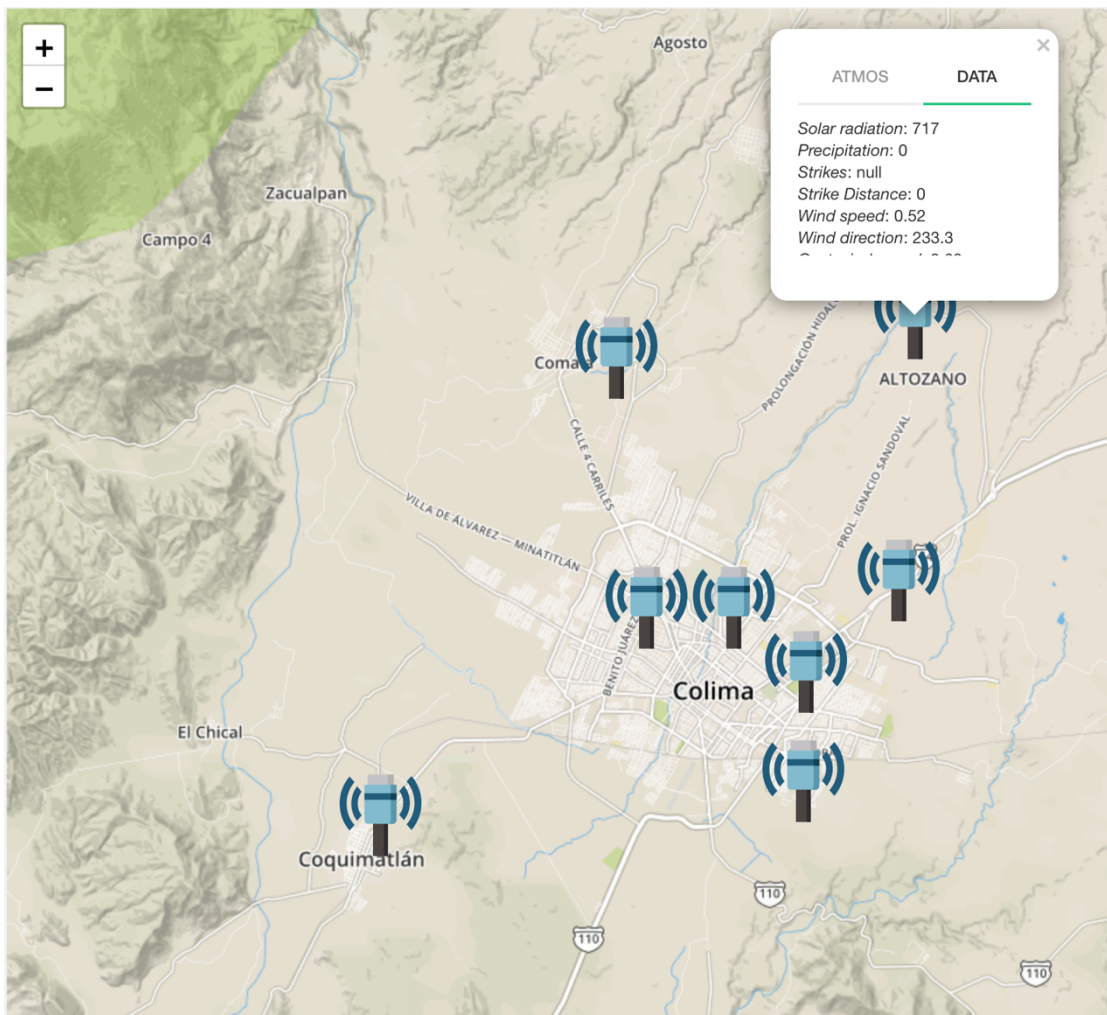 +
−
Agosto
×
ATMOS DATA
Solar radiation: 717
Precipitation: 0
Strikes: null
Strike Distance: 0
Wind speed: 0.52
Wind direction: 233.3
Zacualpan
Campo 4
PROLONGACIÓN HIDALGO
Comala
ALTOZANO
CALLE 4 CARRILES
PROL. IGNACIO SANDOVAL
VILLA DE ÁLVAREZ — MINATITLÁN
BENITO JUÁREZ
Colima
El Chical
Coquimatlán
110
110
110